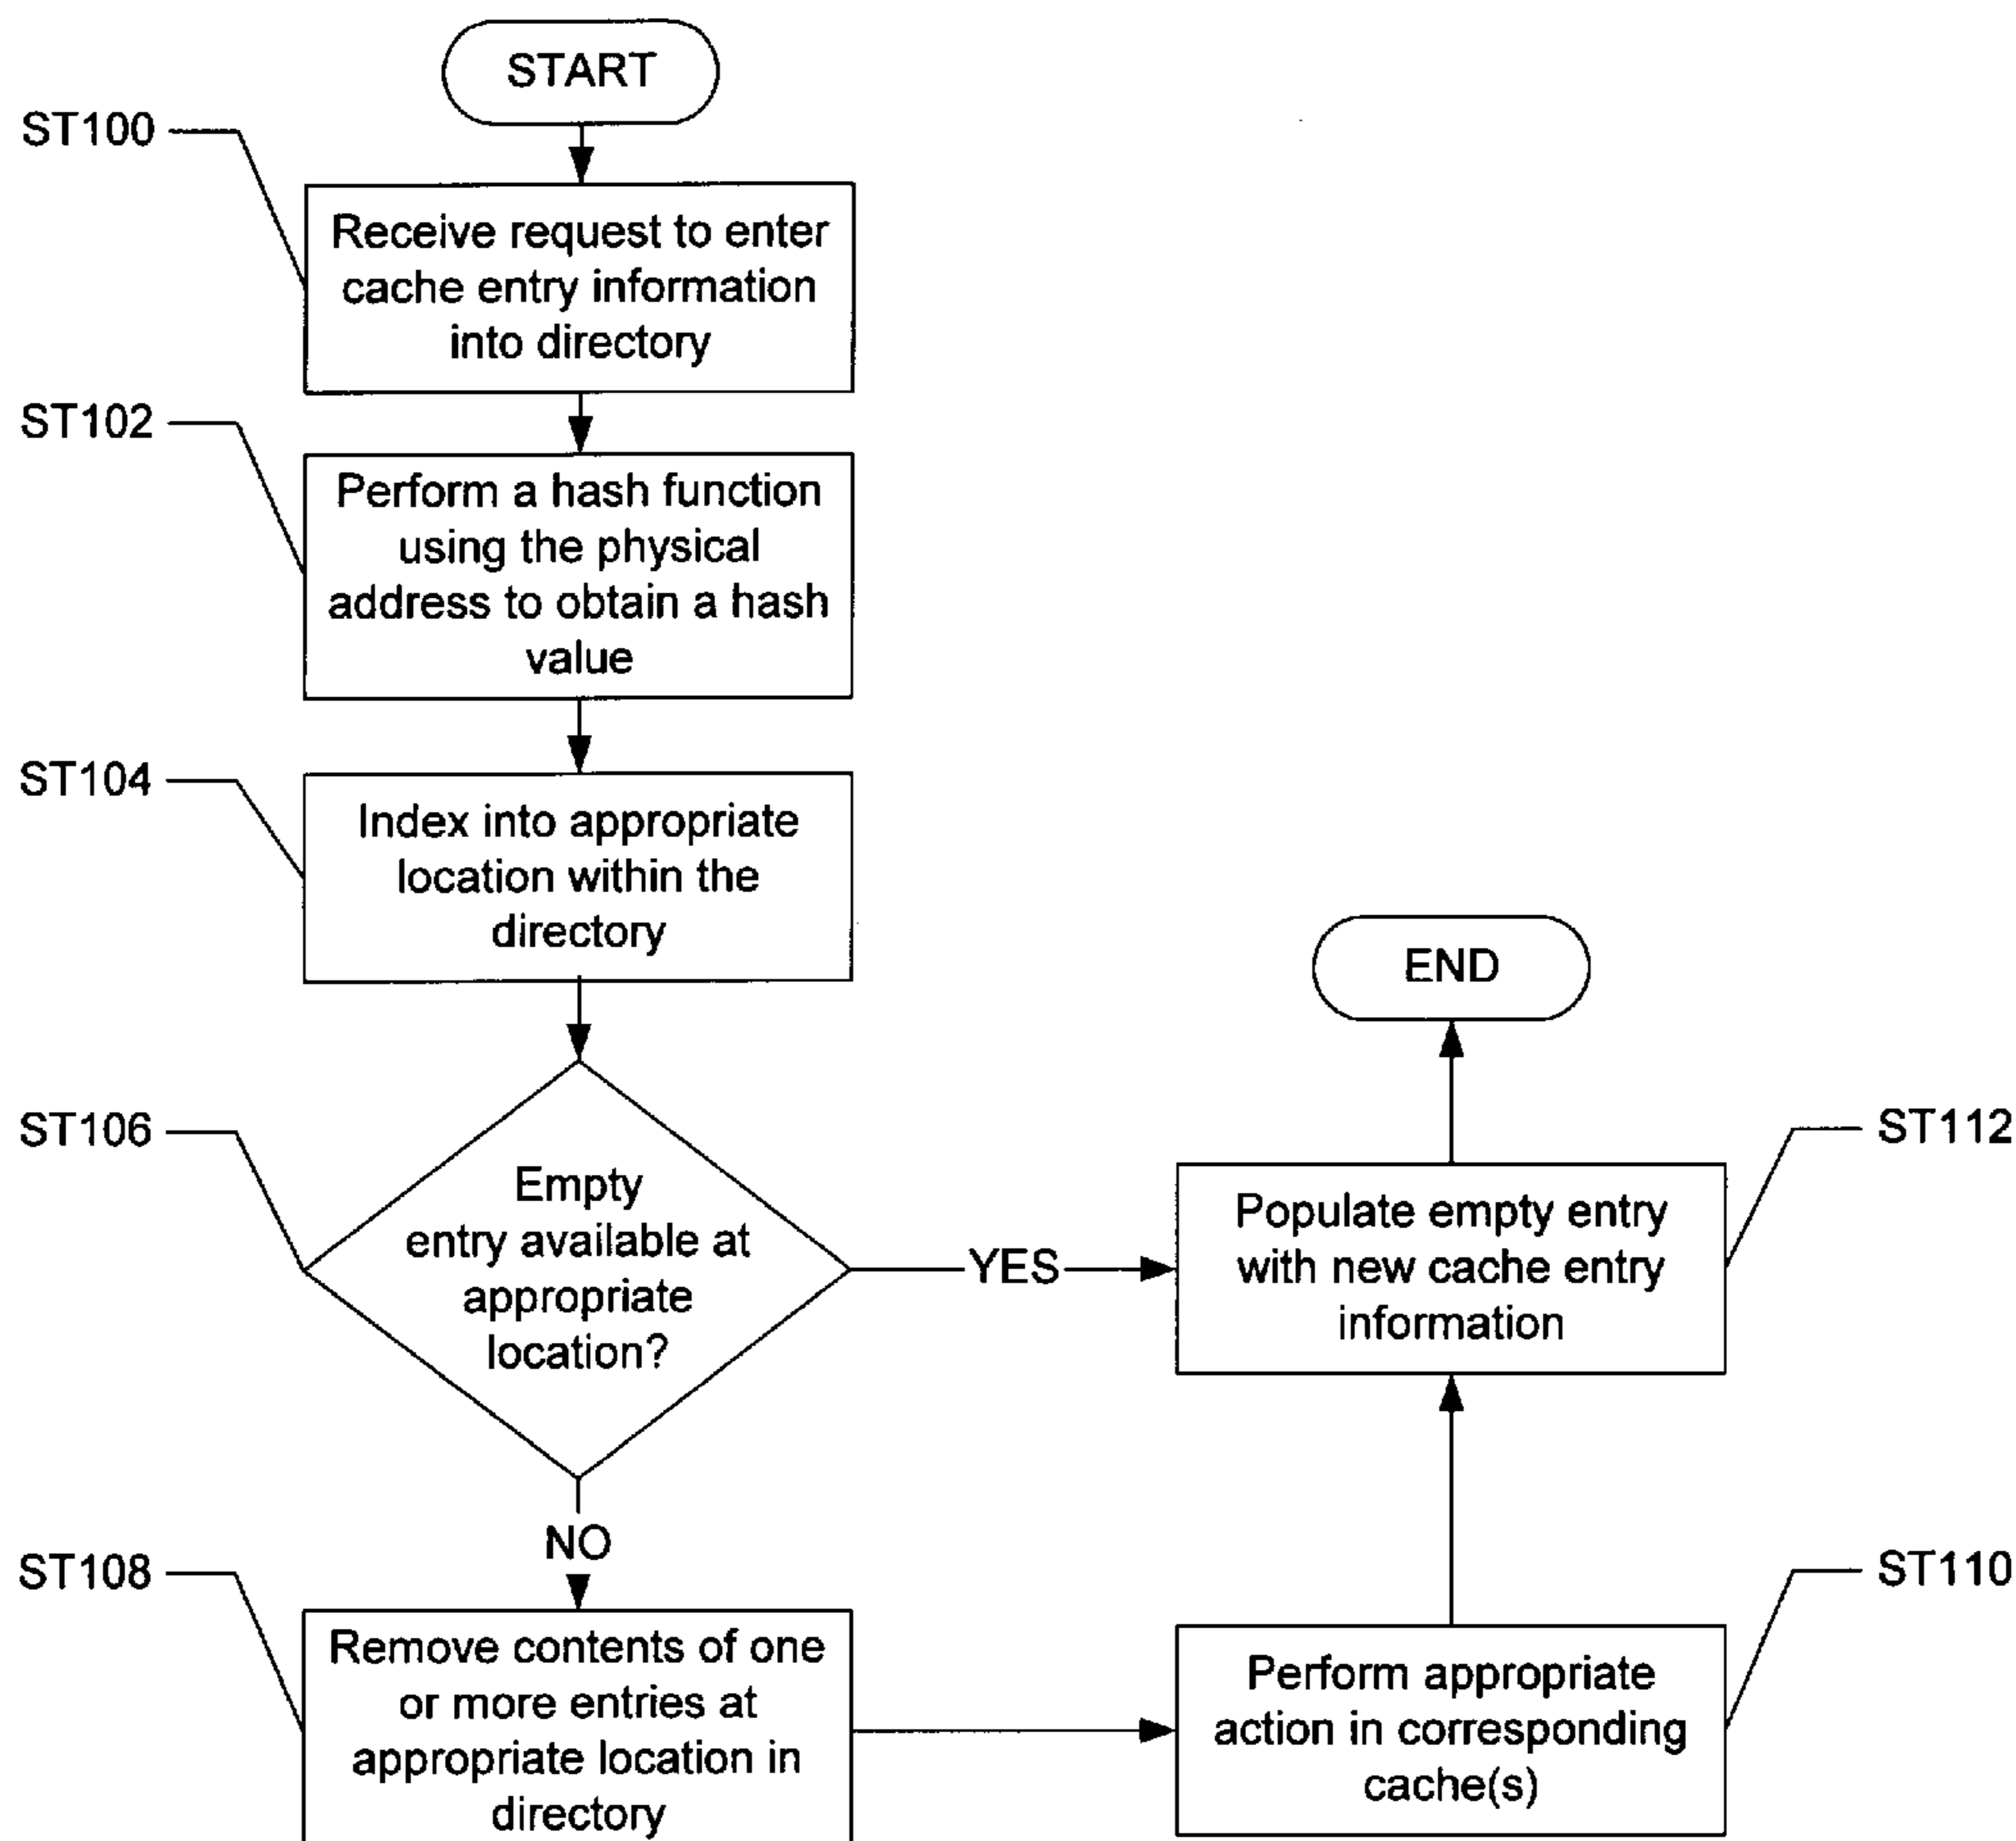 START
ST100
Receive request to enter
cache entry information
into directory
ST102
Perform a hash function
using the physical
address to obtain a hash
value
ST104
Index into appropriate
location within the
directory
ST106
Empty
entry available at
appropriate
location?
YES
NO
ST108
Remove contents of one
or more entries at
appropriate location in
directory
ST110
Perform appropriate
action in corresponding
cache(s)
ST112
Populate empty entry
with new cache entry
information
END